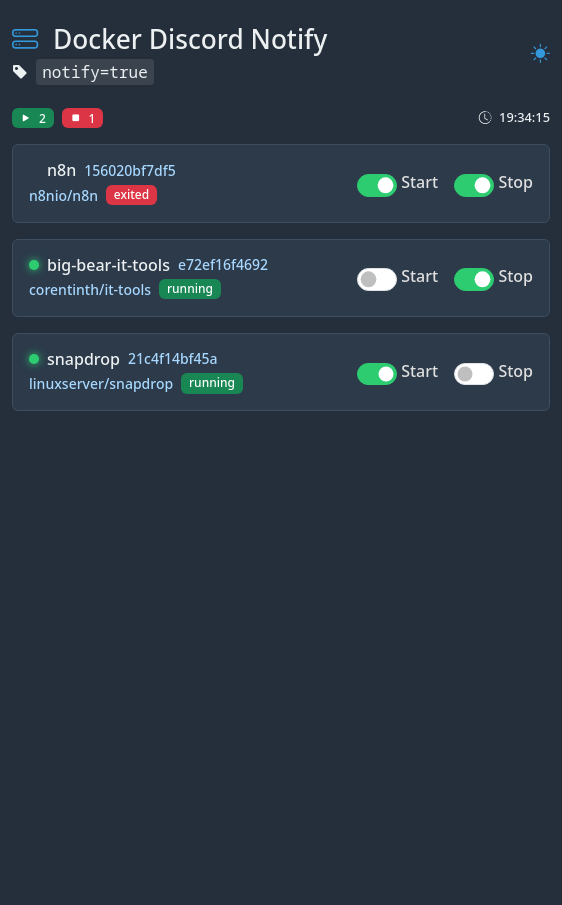 Docker Discord Notify
notify=true
2 1 19:34:15
n8n 156020bf7df5
n8nio/n8n exited
Start Stop
big-bear-it-tools e72ef16f4692
corentinth/it-tools running
Start Stop
snapdrop 21c4f14bf45a
linuxserver/snapdrop running
Start Stop